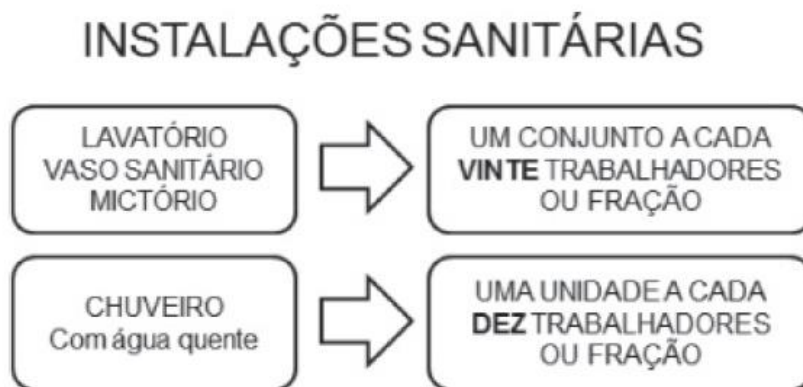 INSTALAÇÕES SANITÁRIAS
LAVATÓRIO
VASO SANITÁRIO
MICTÓRIO
UM CONJUNTO A CADA
VINTE TRABALHADORES
OU FRAÇÃO
CHUVEIRO
Com água quente
UMA UNIDADE A CADA
DEZ TRABALHADORES
OU FRAÇÃO